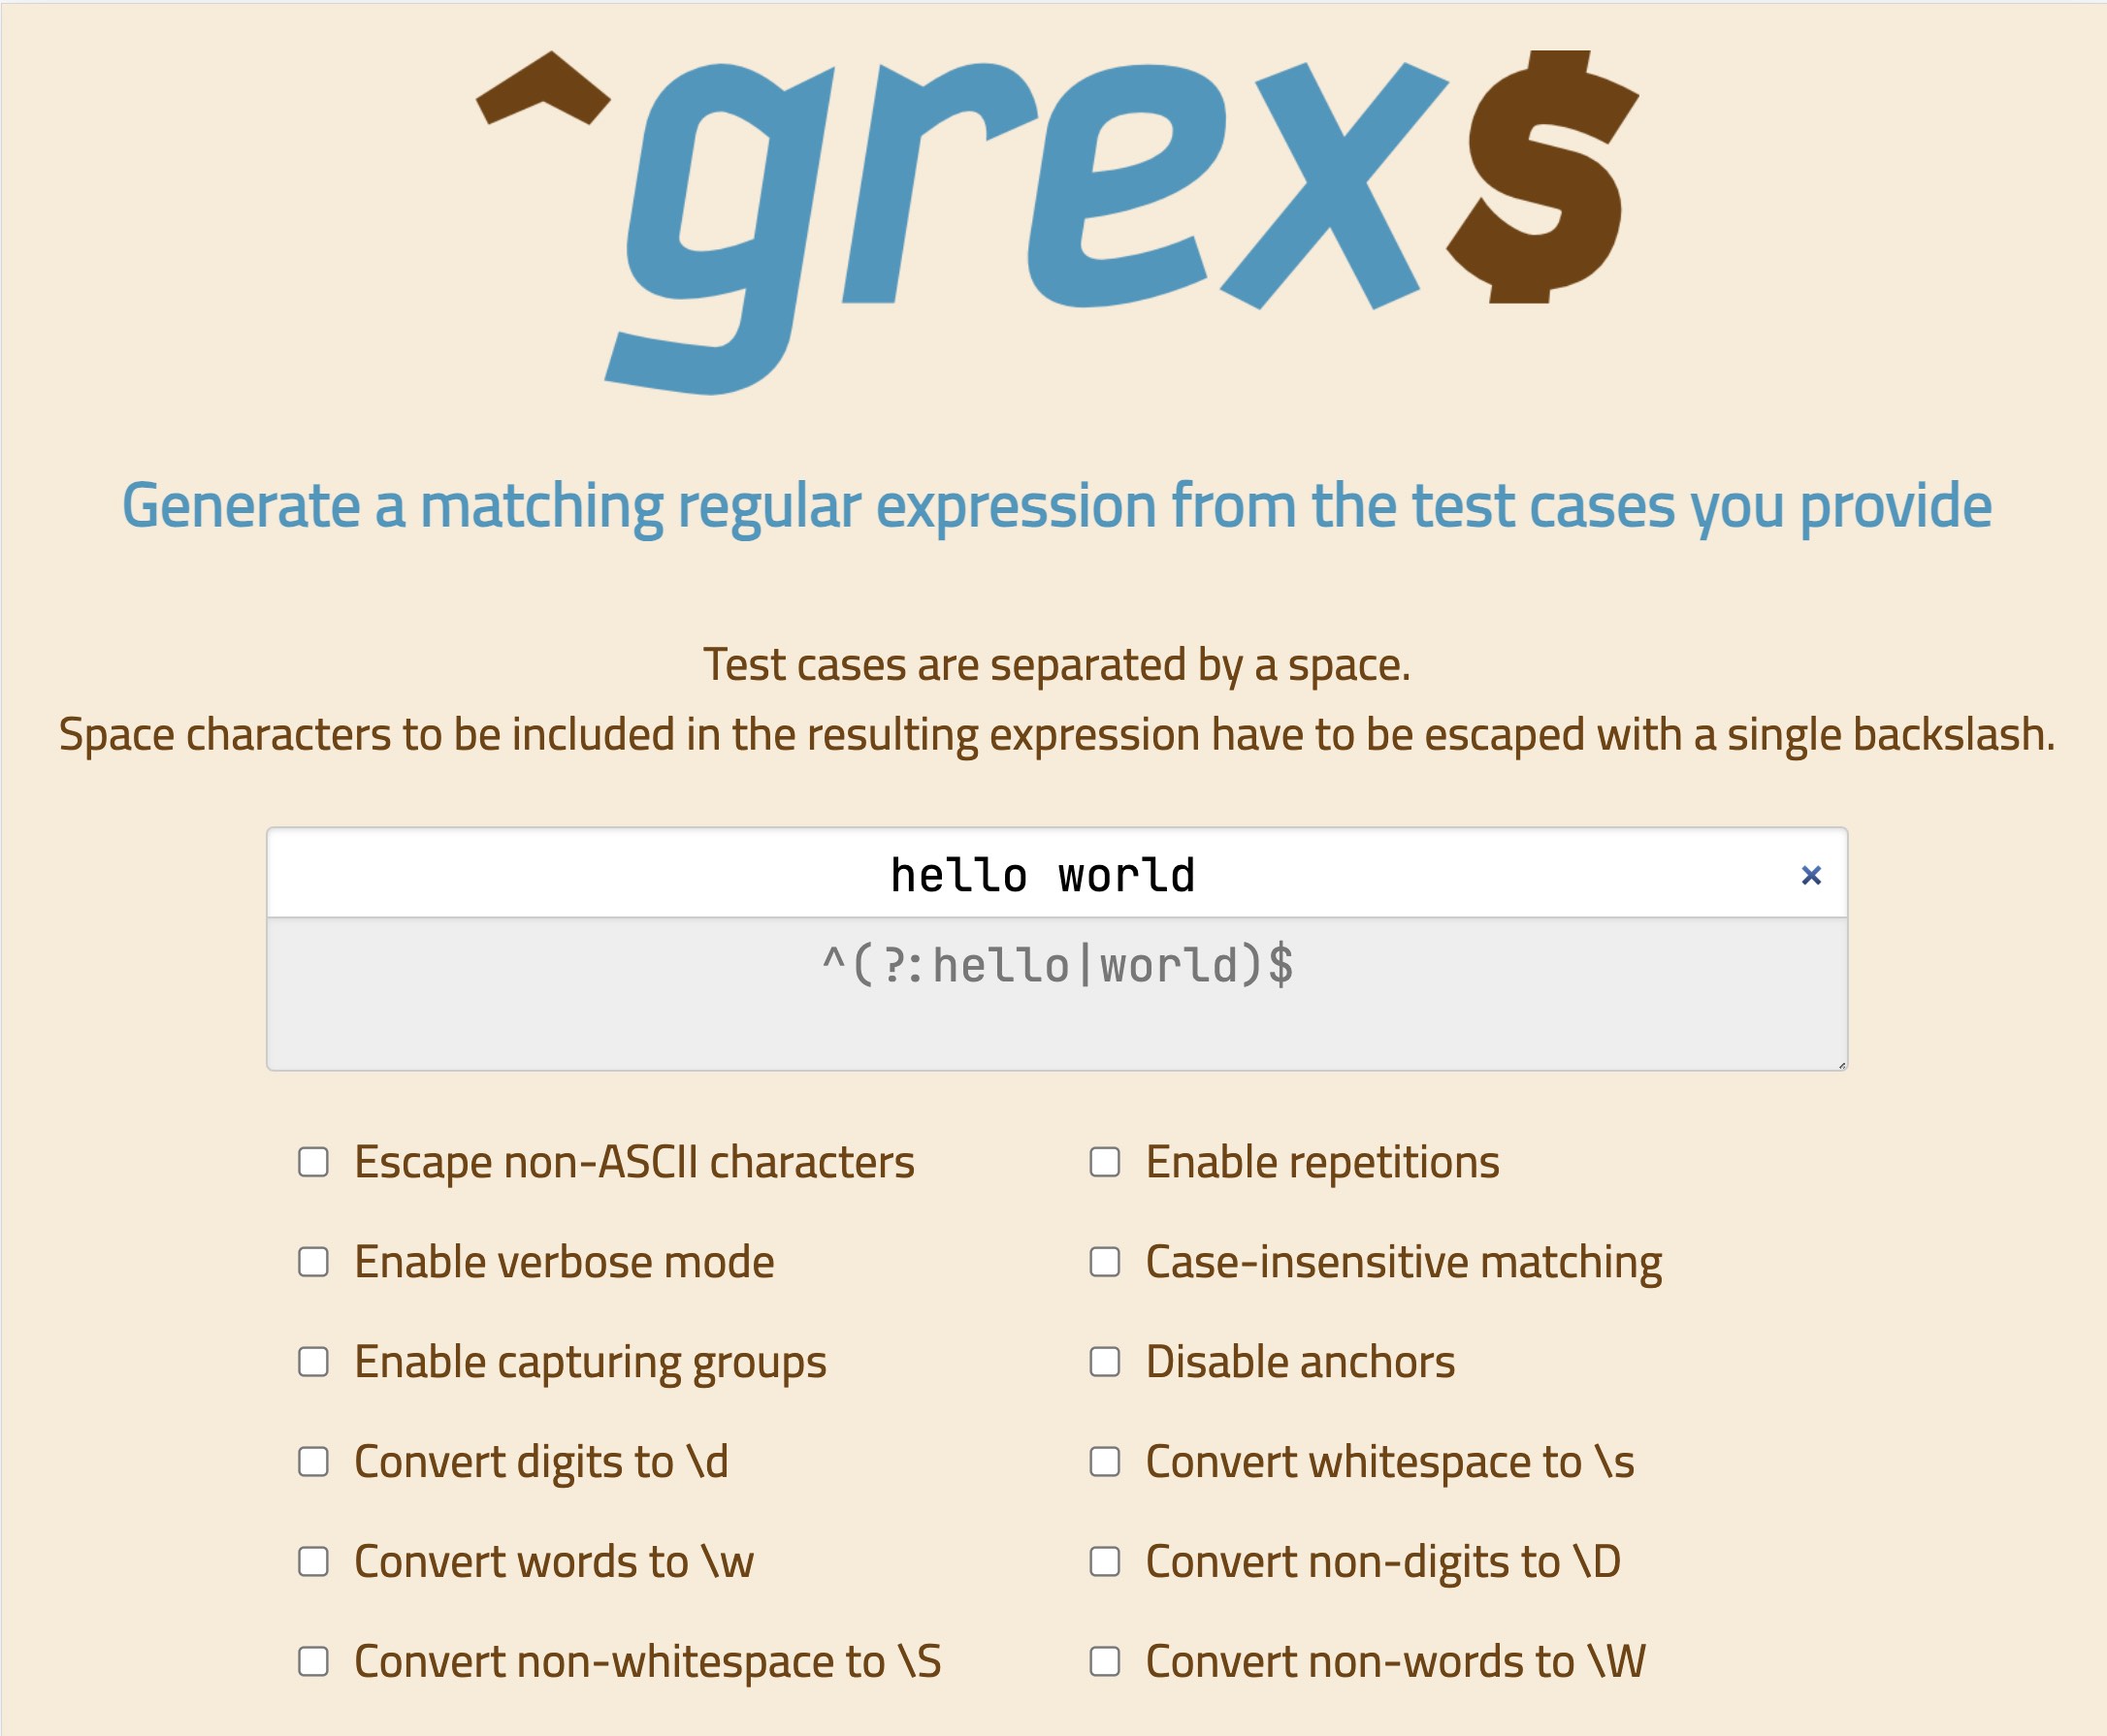 ^grex$
Generate a matching regular expression from the test cases you provide
Test cases are separated by a space.
Space characters to be included in the resulting expression have to be escaped with a single backslash.
hello world ×
^(?:hello|world)$
Escape non-ASCII characters
Enable repetitions
Enable verbose mode
Case-insensitive matching
Enable capturing groups
Disable anchors
Convert digits to \d
Convert whitespace to \s
Convert words to \w
Convert non-digits to \D
Convert non-whitespace to \S
Convert non-words to \W